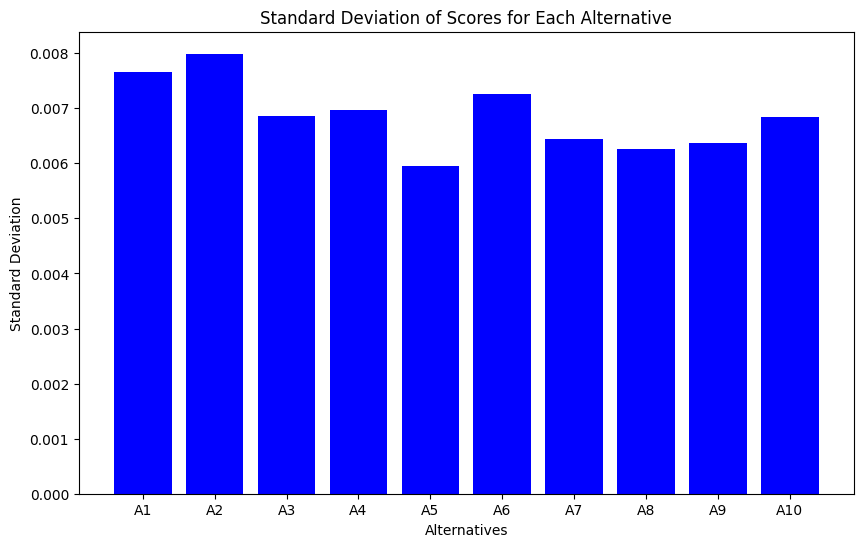 Standard Deviation of Scores for Each Alternative
Standard Deviation
0.008
0.007
0.006
0.005
0.004
0.003
0.002
0.001
0.000
A1 A2 A3 A4 A5 A6 A7 A8 A9 A10
Alternatives